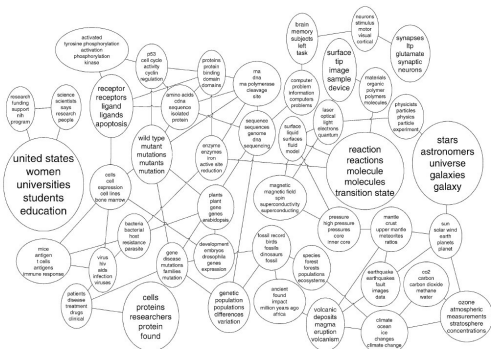 activated
tyrosine phosphorylation
activation
phosphorylation
kinase
p53
cell cycle
activity
cyclin
regulation
proteins
protein
binding
domains
rna
dna
rna polymerase
cleavage
site
brain
memory
subjects
left
task
neurons
stimulus
motor
visual
cortical
synapses
ltp
glutamate
synaptic
neurons
surface
tip
image
sample
device
computer
problem
information
computers
problems
materials
organic
polymer
polymers
molecules
research
funding
support
nih
program
science
scientists
says
research
people
receptor
receptors
ligand
ligands
apoptosis
amino acids
cdna
sequence
isolated
protein
sequence
sequences
genome
dna
sequencing
laser
optical
light
electrons
quantum
physicists
particles
physics
particle
experiment
surface
liquid
surfaces
fluid
model
wild type
mutant
mutations
mutants
mutation
enzyme
enzymes
iron
active site
reduction
reaction
reactions
molecule
molecules
transition state
stars
astronomers
universe
galaxies
galaxy
united states
women
universities
students
education
cells
cell
expression
cell lines
bone marrow
plants
plant
gene
genes
arabidopsis
magnetic
magnetic field
spin
superconductivity
superconducting
pressure
high pressure
pressures
core
inner core
mantle
crust
upper mantle
meteorites
ratios
sun
solar wind
earth
planets
planet
bacteria
bacterial
host
resistance
parasite
mice
antigen
t cells
antigens
immune response
virus
hiv
aids
infection
viruses
gene
disease
mutations
families
mutation
development
embryos
drosophila
genes
expression
fossil record
birds
fossils
dinosaurs
fossil
species
forest
forests
populations
ecosystems
earthquake
earthquakes
fault
images
data
co2
carbon
carbon dioxide
methane
water
patients
disease
treatment
drugs
clinical
cells
proteins
researchers
protein
found
genetic
population
populations
differences
variation
ancient
found
impact
million years ago
africa
volcanic
deposits
magma
eruption
volcanism
climate
ocean
ice
changes
climate change
ozone
atmospheric
measurements
stratosphere
concentrations